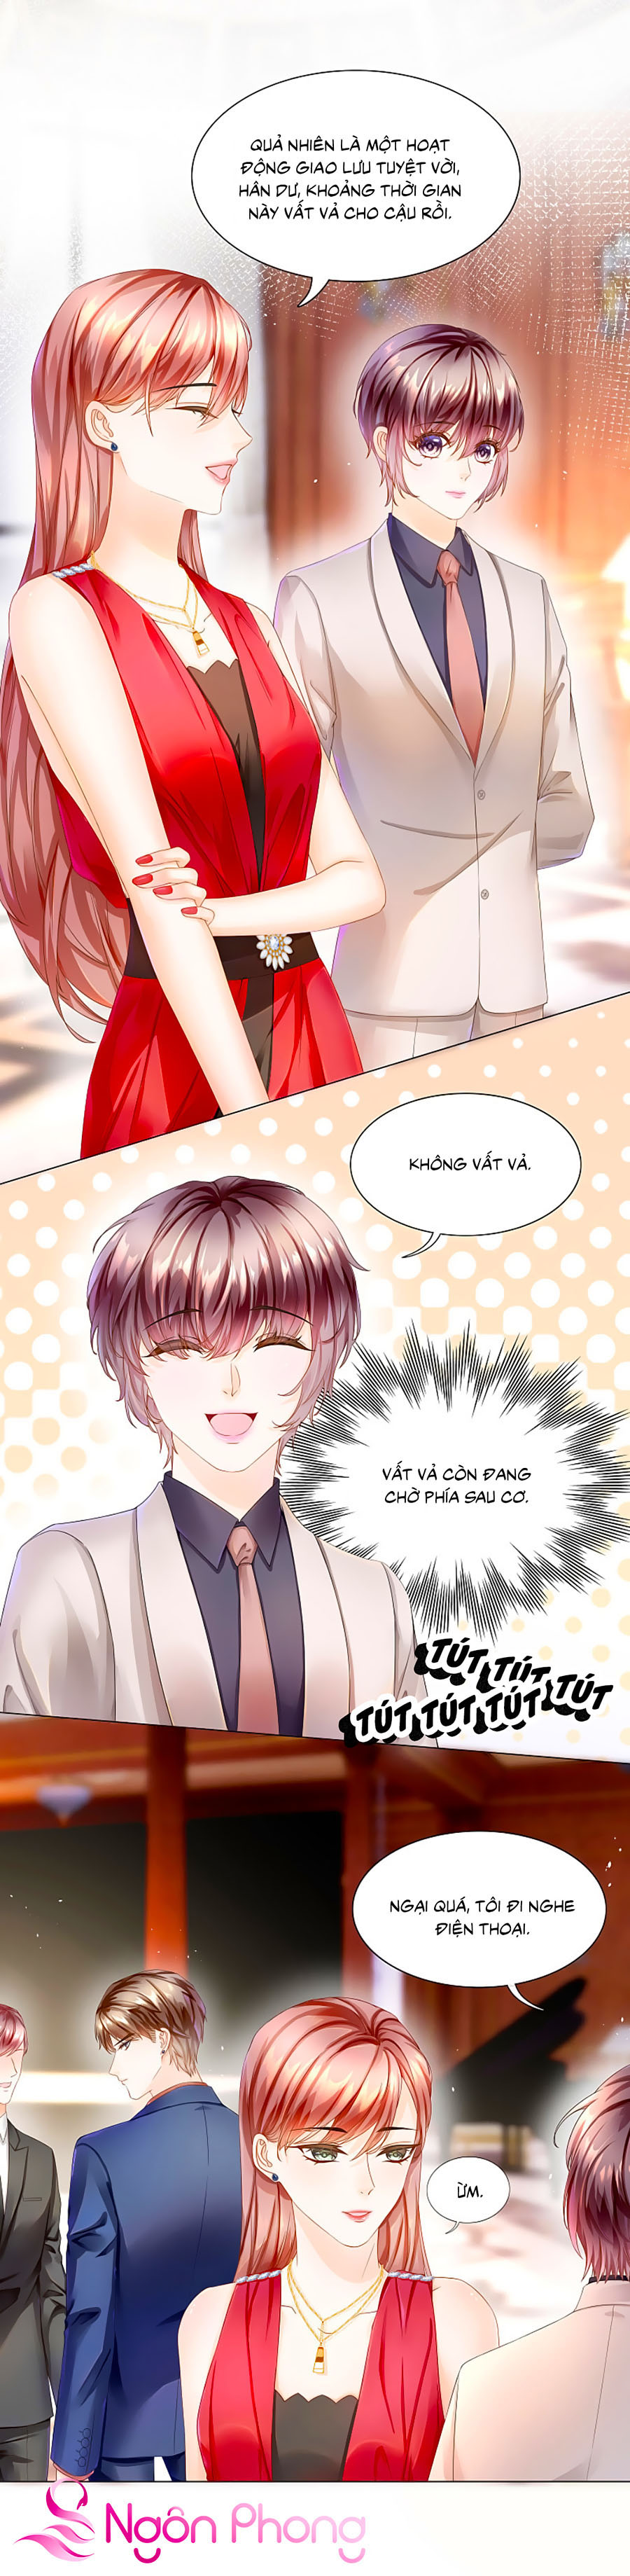 QUẢ NHIÊN LÀ MỘT HOẠT
ĐỘNG GIAO LƯU TUYỆT VỜI,
HÂN DƯ, KHOẢNG THỜI GIAN
NÀY VẤT VẢ CHO CẬU RỒI.
KHÔNG VẤT VẢ.
VẤT VẢ CÒN ĐANG
CHỜ PHÍA SAU CƠ.
TÚT TÚT
TÚT TÚT TÚT TÚT
NGẠI QUÁ, TÔI ĐI NGHE
ĐIỆN THOẠI.
ỪM.
Ngôn Phong